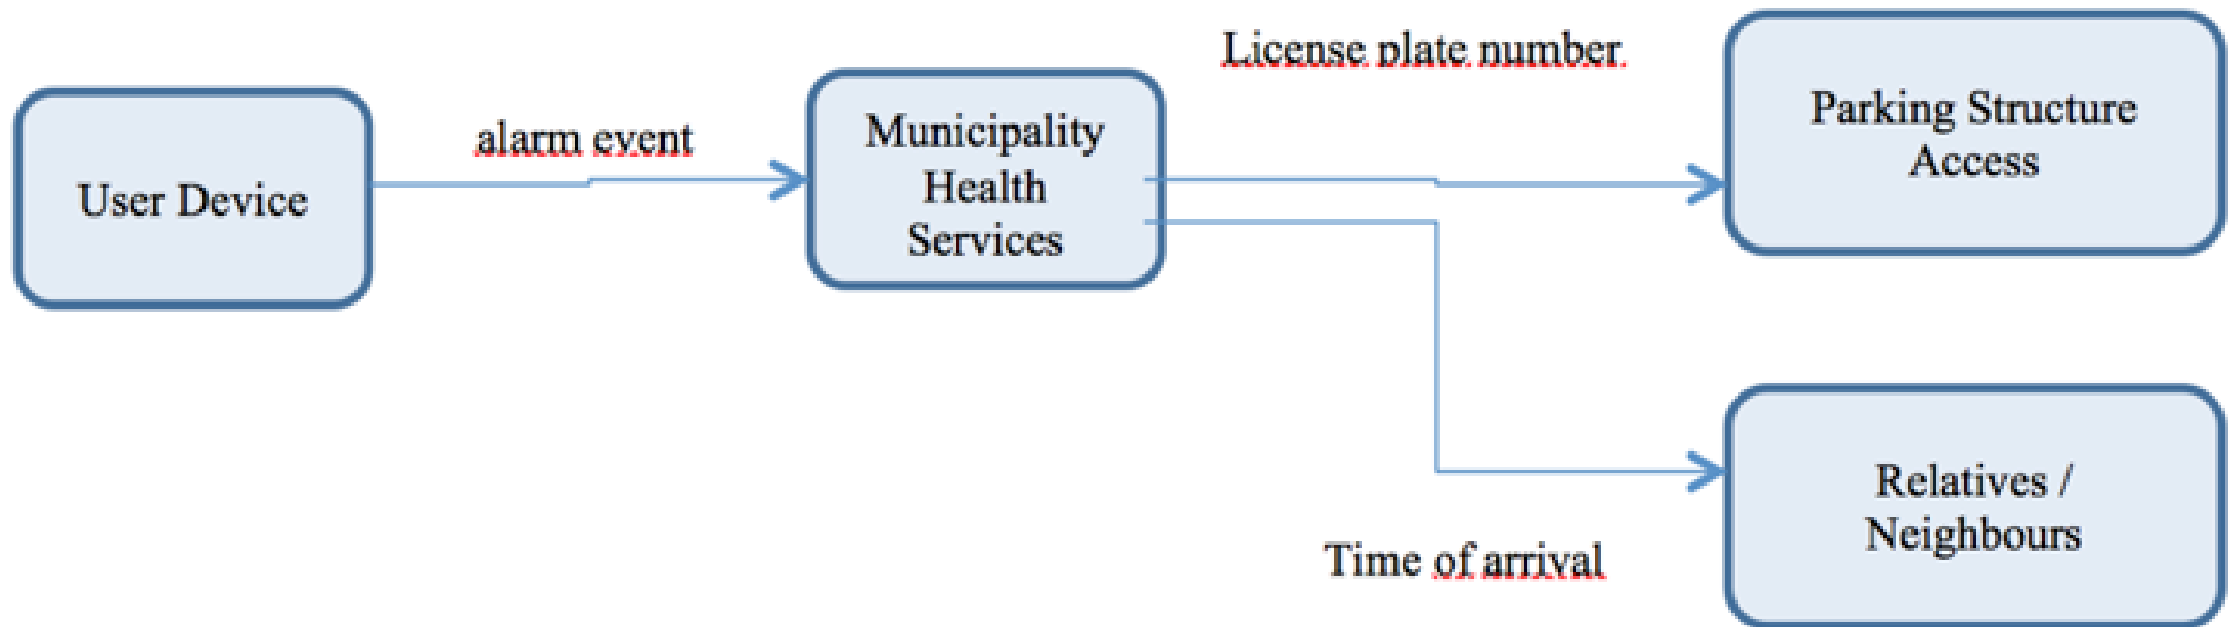 User Device
alarm event
Municipality
Health
Services
License plate number
Parking Structure
Access
Time of arrival
Relatives /
Neighbours